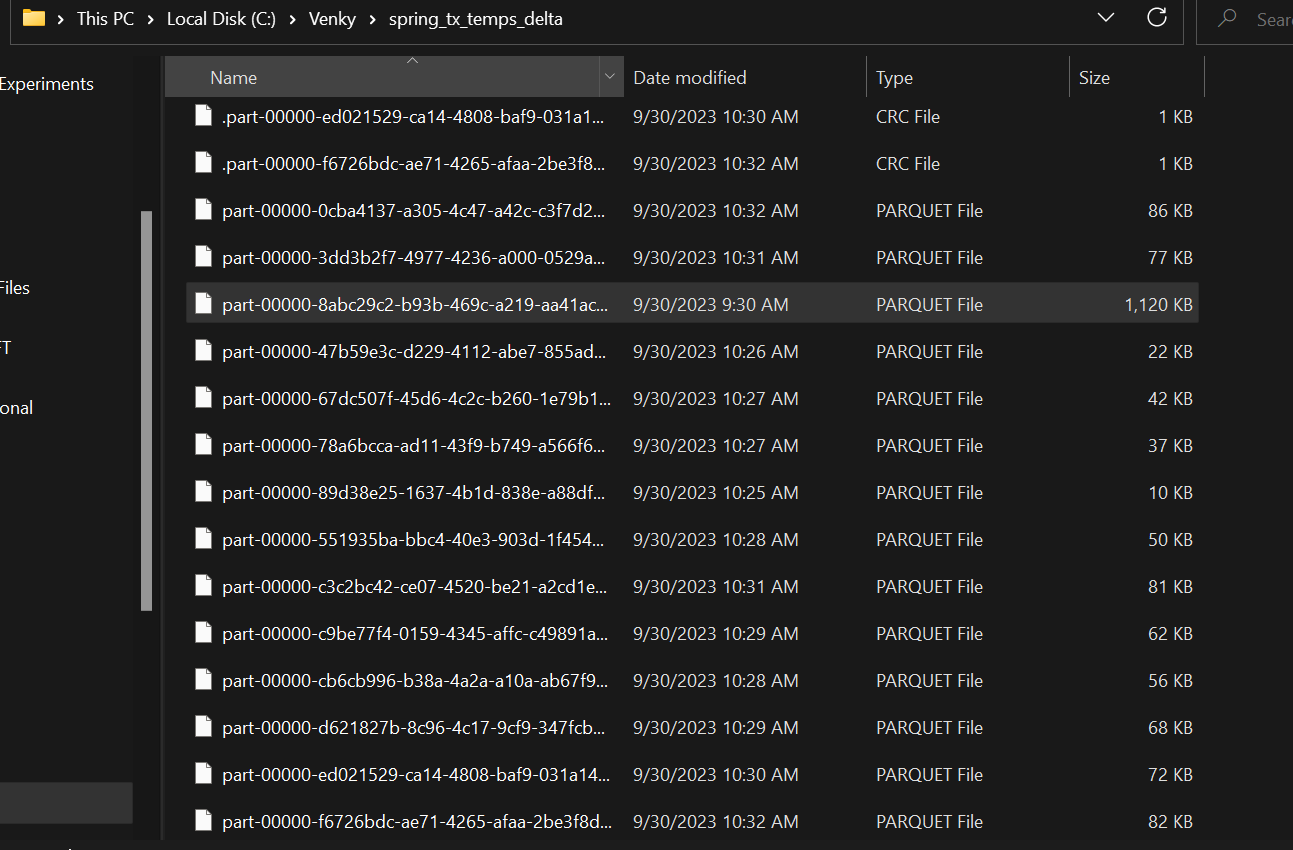 This PC > Local Disk (C:) > Venky > spring_tx_temps_delta
Experiments
Files
onal
Name Date modified Type Size
.part-00000-ed021529-ca14-4808-baf9-031a1... 9/30/2023 10:30 AM CRC File 1 KB
.part-00000-f6726bdc-ae71-4265-afaa-2be3f8... 9/30/2023 10:32 AM CRC File 1 KB
part-00000-0cba4137-a305-4c47-a42c-c3f7d2... 9/30/2023 10:32 AM PARQUET File 86 KB
part-00000-3dd3b2f7-4977-4236-a000-0529a... 9/30/2023 10:31 AM PARQUET File 77 KB
part-00000-8abc29c2-b93b-469c-a219-aa41ac... 9/30/2023 9:30 AM PARQUET File 1,120 KB
part-00000-47b59e3c-d229-4112-abe7-855ad... 9/30/2023 10:26 AM PARQUET File 22 KB
part-00000-67dc507f-45d6-4c2c-b260-1e79b1... 9/30/2023 10:27 AM PARQUET File 42 KB
part-00000-78a6bcca-ad11-43f9-b749-a566f6... 9/30/2023 10:27 AM PARQUET File 37 KB
part-00000-89d38e25-1637-4b1d-838e-a88df... 9/30/2023 10:25 AM PARQUET File 10 KB
part-00000-551935ba-bbc4-40e3-903d-1f454... 9/30/2023 10:28 AM PARQUET File 50 KB
part-00000-c3c2bc42-ce07-4520-be21-a2cd1e... 9/30/2023 10:31 AM PARQUET File 81 KB
part-00000-c9be77f4-0159-4345-affc-c49891a... 9/30/2023 10:29 AM PARQUET File 62 KB
part-00000-cb6cb996-b38a-4a2a-a10a-ab67f9... 9/30/2023 10:28 AM PARQUET File 56 KB
part-00000-d621827b-8c96-4c17-9cf9-347fcb... 9/30/2023 10:29 AM PARQUET File 68 KB
part-00000-ed021529-ca14-4808-baf9-031a14... 9/30/2023 10:30 AM PARQUET File 72 KB
part-00000-f6726bdc-ae71-4265-afaa-2be3f8d... 9/30/2023 10:32 AM PARQUET File 82 KB